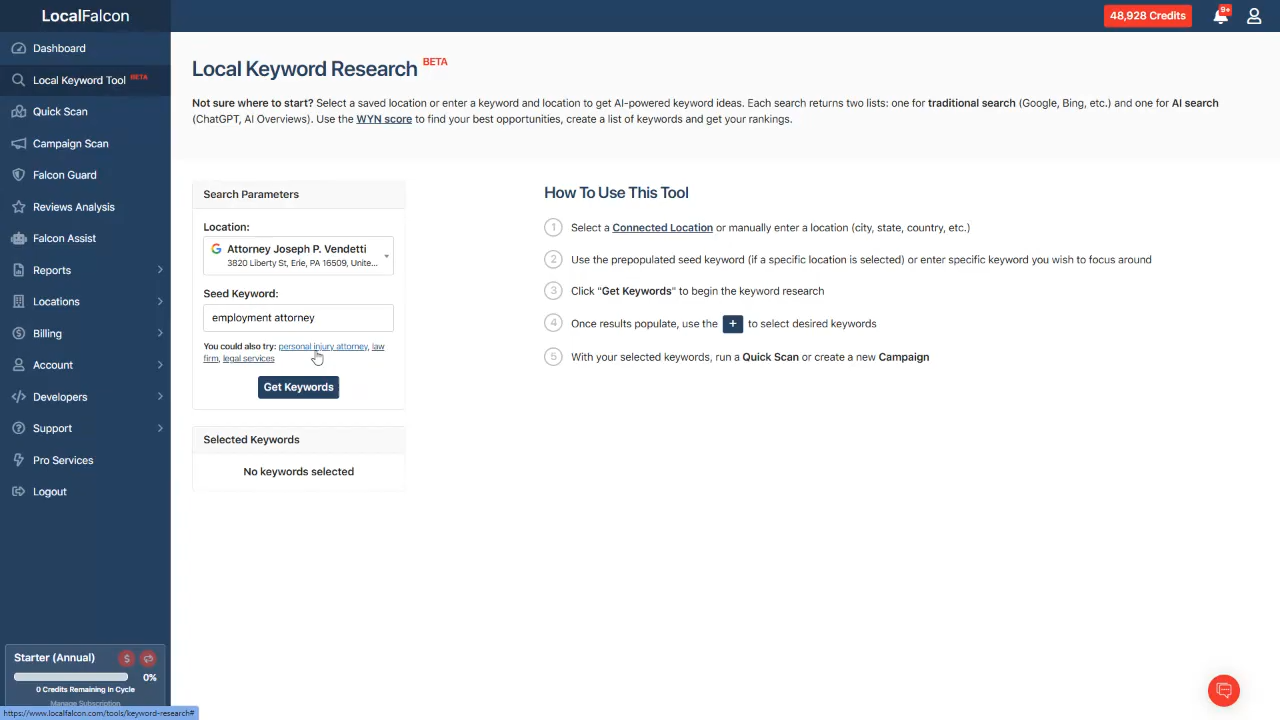 LocalFalcon
48,928 Credits
9+
Dashboard
Local Keyword Tool BETA
Quick Scan
Campaign Scan
Falcon Guard
Reviews Analysis
Falcon Assist
Reports
Locations
Billing
Account
Developers
Support
Pro Services
Logout
Starter (Annual)
$
0%
0 Credits Remaining in Cycle
Manage Subscription
https://www.localfalcon.com/tools/keyword-research#
Local Keyword Research BETA
Not sure where to start? Select a saved location or enter a keyword and location to get AI-powered keyword ideas. Each search returns two lists: one for traditional search (Google, Bing, etc.) and one for AI search
(ChatGPT, AI Overviews). Use the WYN score to find your best opportunities, create a list of keywords and get your rankings.
Search Parameters
Location:
G Attorney Joseph P. Vendetti
3820 Liberty St, Erie, PA 16509, Unite...
Seed Keyword:
employment attorney
You could also try: personal injury attorney, law
firm, legal services
Get Keywords
Selected Keywords
No keywords selected
How To Use This Tool
1 Select a Connected Location or manually enter a location (city, state, country, etc.)
2 Use the prepopulated seed keyword (if a specific location is selected) or enter specific keyword you wish to focus around
3 Click "Get Keywords" to begin the keyword research
4 Once results populate, use the + to select desired keywords
5 With your selected keywords, run a Quick Scan or create a new Campaign